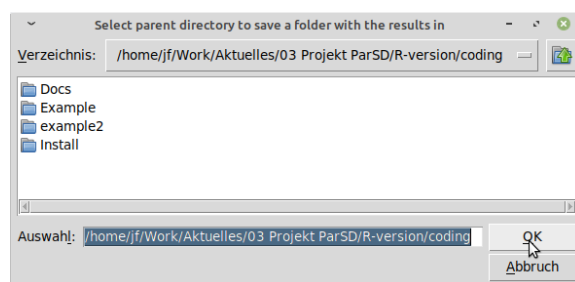 Select parent directory to save a folder with the results in
Verzeichnis: /home/jf/Work/Aktuelles/03 Projekt ParSD/R-version/coding
Docs
Example
example2
Install
Auswahl: /home/jf/Work/Aktuelles/03 Projekt ParSD/R-version/coding OK
Abbruch